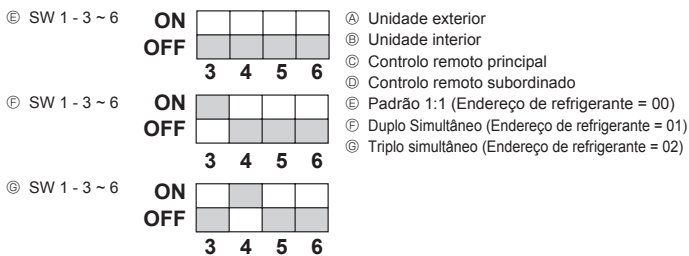 Ⓔ SW 1 - 3 ~ 6
ON
OFF
3 4 5 6
Ⓕ SW 1 - 3 ~ 6
ON
OFF
3 4 5 6
Ⓖ SW 1 - 3 ~ 6
ON
OFF
3 4 5 6
Ⓐ Unidade exterior
Ⓑ Unidade interior
Ⓒ Controlo remoto principal
Ⓓ Controlo remoto subordinado
Ⓔ Padrão 1:1 (Endereço de refrigerante = 00)
Ⓕ Duplo Simultâneo (Endereço de refrigerante = 01)
Ⓖ Triplo simultâneo (Endereço de refrigerante = 02)